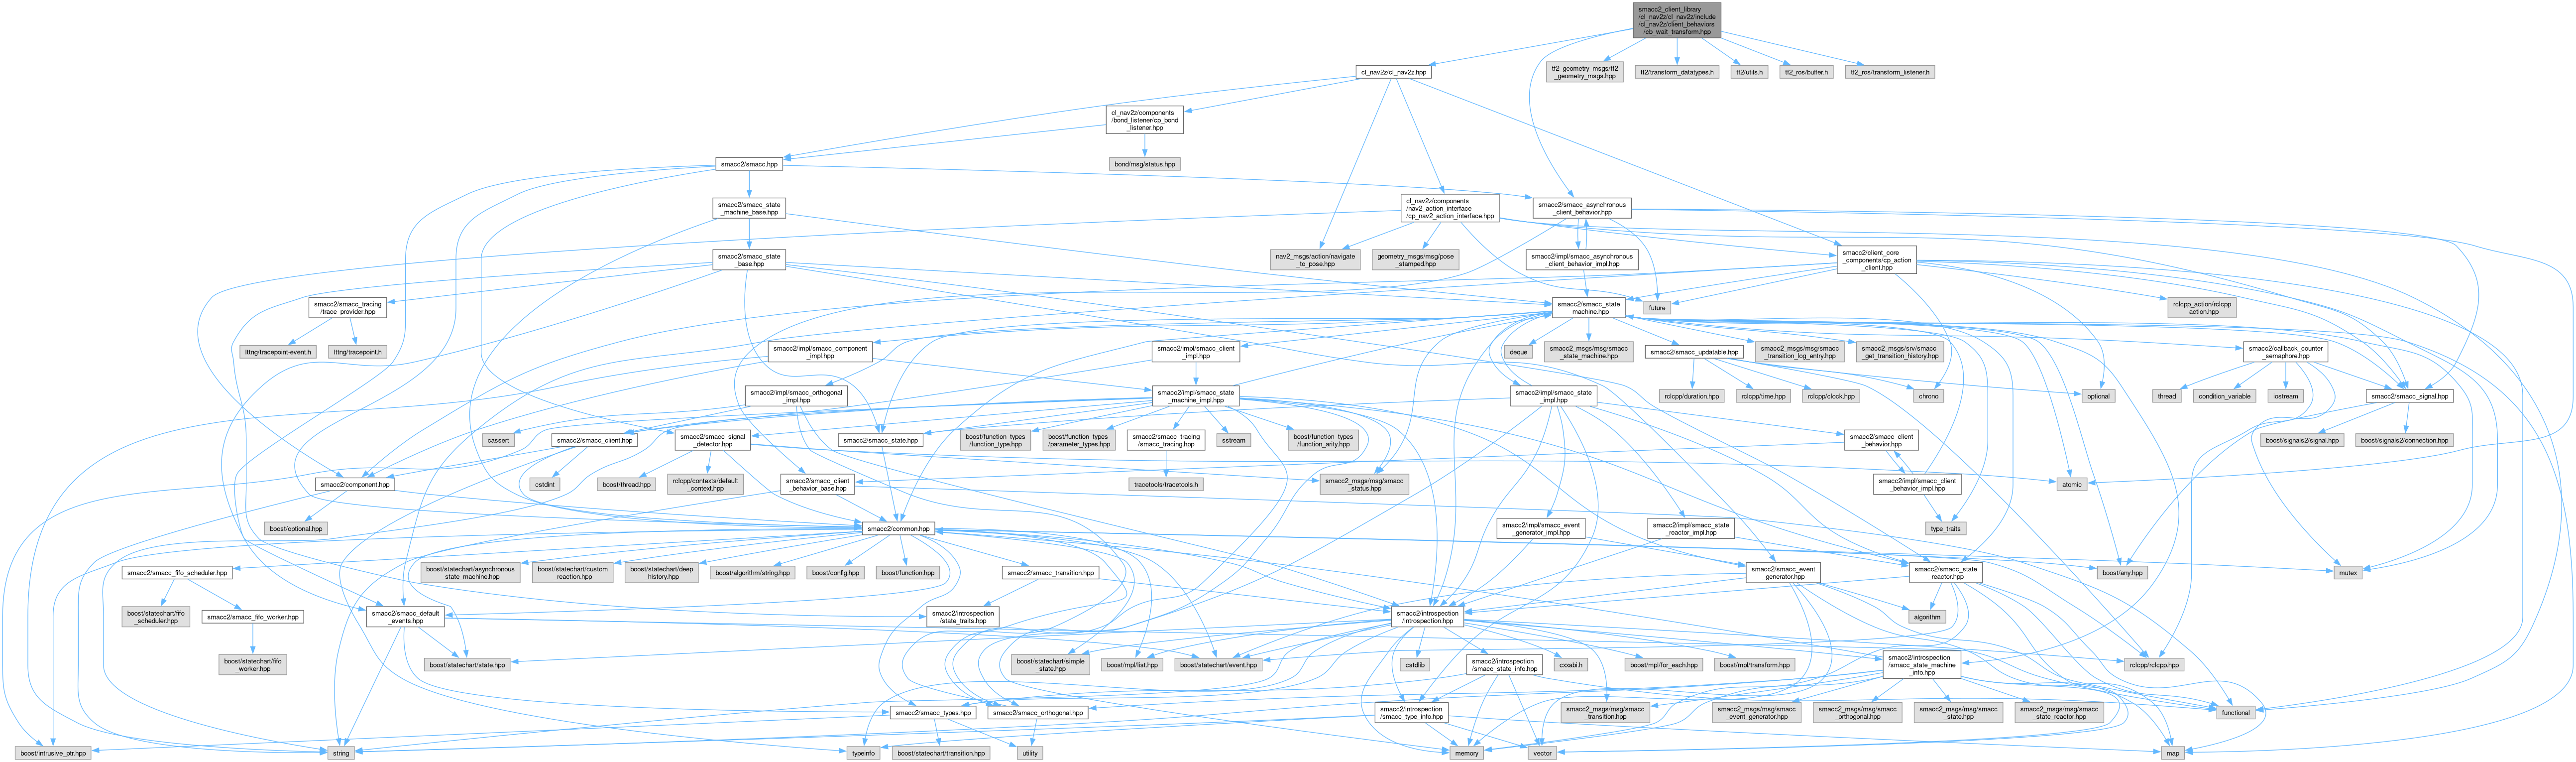 smacc2_client_library
/cl_nav2z/cl_nav2z/include
/cl_nav2z/client_behaviors
/cb_wait_transform.hpp
cl_nav2z/cl_nav2z.hpp
tf2_geometry_msgs/tf2
_geometry_msgs.hpp
tf2/transform_datatypes.h
tf2/utils.h
tf2_ros/buffer.h
tf2_ros/transform_listener.h
cl_nav2z/components
/bond_listener/cp_bond
_listener.hpp
smacc2/smacc.hpp
bond/msg/status.hpp
smacc2/smacc_state
_machine_base.hpp
cl_nav2z/components
/nav2_action_interface
/cp_nav2_action_interface.hpp
smacc2/smacc_asynchronous
_client_behavior.hpp
smacc2/smacc_state
_base.hpp
nav2_msgs/action/navigate
_to_pose.hpp
geometry_msgs/msg/pose
_stamped.hpp
smacc2/impl/smacc_asynchronous
_client_behavior_impl.hpp
smacc2/client_core
_components/cp_action
_client.hpp
smacc2/smacc_tracing
/trace_provider.hpp
smacc2/smacc_state
_machine.hpp
future
rclcpp_action/rclcpp
_action.hpp
lttng/tracepoint-event.h
lttng/tracepoint.h
smacc2/impl/smacc_component
_impl.hpp
smacc2/impl/smacc_client
_impl.hpp
deque
smacc2_msgs/msg/smacc
_state_machine.hpp
smacc2/smacc_updatable.hpp
smacc2_msgs/msg/smacc
_transition_log_entry.hpp
smacc2_msgs/srv/smacc
_get_transition_history.hpp
smacc2/callback_counter
_semaphore.hpp
smacc2/impl/smacc_orthogonal
_impl.hpp
smacc2/impl/smacc_state
_machine_impl.hpp
smacc2/impl/smacc_state
_impl.hpp
rclcpp/duration.hpp
rclcpp/time.hpp
rclcpp/clock.hpp
chrono
optional
thread
condition_variable
iostream
smacc2/smacc_signal.hpp
cassert
smacc2/smacc_client.hpp
smacc2/smacc_signal
_detector.hpp
smacc2/smacc_state.hpp
boost/function_types
/function_type.hpp
boost/function_types
/parameter_types.hpp
smacc2/smacc_tracing
/smacc_tracing.hpp
sstream
boost/function_types
/function_arity.hpp
smacc2/smacc_client
_behavior.hpp
boost/signals2/signal.hpp
boost/signals2/connection.hpp
smacc2/component.hpp
cstdint
boost/thread.hpp
rclcpp/contexts/default
_context.hpp
smacc2/smacc_client
_behavior_base.hpp
tracetools/tracetools.h
smacc2_msgs/msg/smacc
_status.hpp
smacc2/impl/smacc_client
_behavior_impl.hpp
atomic
boost/optional.hpp
smacc2/common.hpp
smacc2/impl/smacc_event
_generator_impl.hpp
smacc2/impl/smacc_state
_reactor_impl.hpp
type_traits
smacc2/smacc_fifo_scheduler.hpp
boost/statechart/asynchronous
_state_machine.hpp
boost/statechart/custom
_reaction.hpp
boost/statechart/deep
_history.hpp
boost/algorithm/string.hpp
boost/config.hpp
boost/function.hpp
smacc2/smacc_transition.hpp
smacc2/smacc_event
_generator.hpp
smacc2/smacc_state
_reactor.hpp
boost/any.hpp
mutex
boost/statechart/fifo
_scheduler.hpp
smacc2/smacc_fifo_worker.hpp
smacc2/smacc_default
_events.hpp
smacc2/introspection
/state_traits.hpp
smacc2/introspection
/introspection.hpp
algorithm
boost/statechart/fifo
_worker.hpp
boost/statechart/state.hpp
boost/statechart/simple
_state.hpp
boost/mpl/list.hpp
boost/statechart/event.hpp
cstdlib
smacc2/introspection
/smacc_state_info.hpp
cxxabi.h
boost/mpl/for_each.hpp
boost/mpl/transform.hpp
smacc2/introspection
/smacc_state_machine
_info.hpp
rclcpp/rclcpp.hpp
smacc2/smacc_types.hpp
smacc2/smacc_orthogonal.hpp
smacc2/introspection
/smacc_type_info.hpp
smacc2_msgs/msg/smacc
_transition.hpp
smacc2_msgs/msg/smacc
_event_generator.hpp
smacc2_msgs/msg/smacc
_orthogonal.hpp
smacc2_msgs/msg/smacc
_state.hpp
smacc2_msgs/msg/smacc
_state_reactor.hpp
functional
boost/intrusive_ptr.hpp
string
typeinfo
boost/statechart/transition.hpp
utility
memory
vector
map